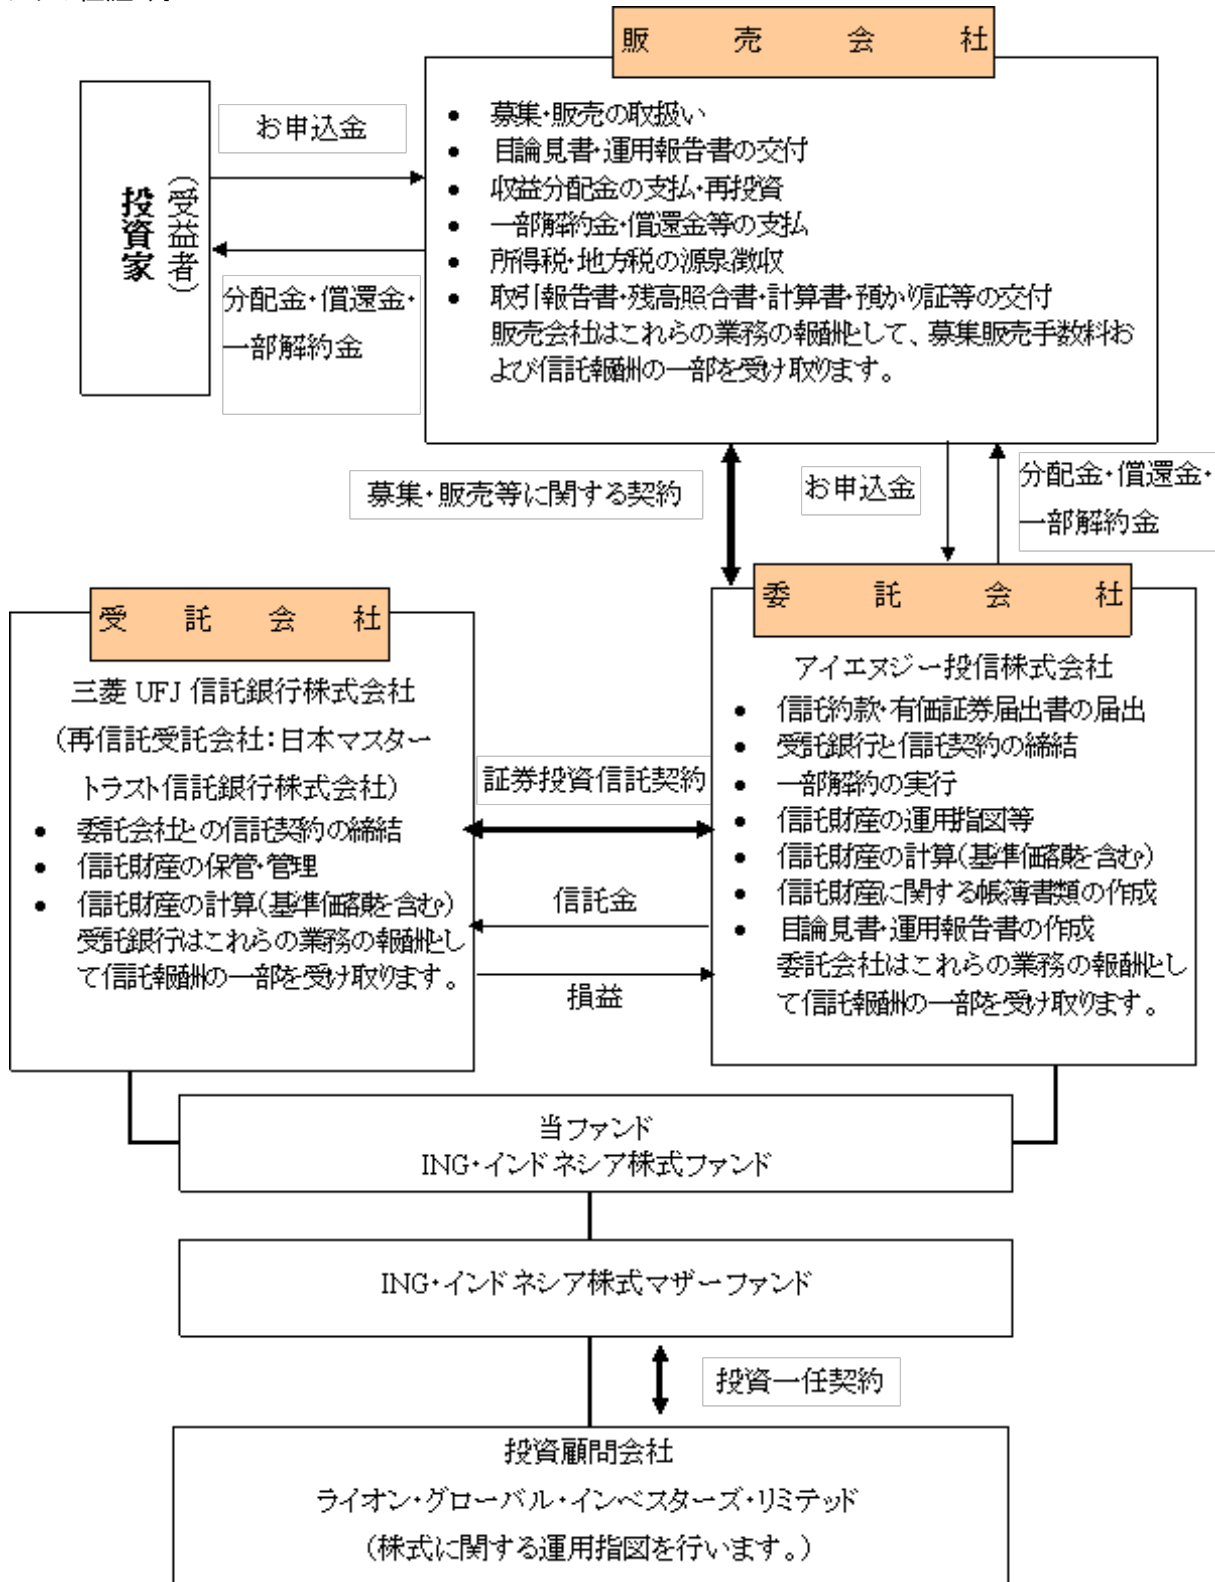 販売会社
お申込金
投資家
(受益者)
分配金・償還金・
一部解約金
• 募集・販売の取扱い
• 目論見書・運用報告書の交付
• 収益分配金の支払・再投資
• 一部解約金・償還金等の支払
• 所得税・地方税の源泉徴収
• 取引報告書・残高照合書・計算書・預かり証等の交付
販売会社はこれらの業務の報酬として、募集販売手数料お
よび信託報酬の一部を受け取ります。
募集・販売等に関する契約
お申込金
分配金・償還金・
一部解約金
受託会社
三菱 UFJ 信託銀行株式会社
(再信託受託会社:日本マスター
トラスト信託銀行株式会社)
• 委託会社との信託契約の締結
• 信託財産の保管・管理
• 信託財産の計算(基準価額を含む)
受託銀行はこれらの業務の報酬とし
て信託報酬の一部を受け取ります。
証券投資信託契約
信託金
損益
委託会社
アイエヌジー投信株式会社
• 信託約款・有価証券届出書の届出
• 受託銀行と信託契約の締結
• 一部解約の実行
• 信託財産の運用指図等
• 信託財産の計算(基準価額を含む)
• 信託財産に関する帳簿書類の作成
• 目論見書・運用報告書の作成
委託会社はこれらの業務の報酬とし
て信託報酬の一部を受け取ります。
当ファンド
ING・インドネシア株式ファンド
ING・インドネシア株式マザーファンド
投資一任契約
投資顧問会社
ライオン・グローバル・インベスターズ・リミテッド
(株式に関する運用指図を行います。)